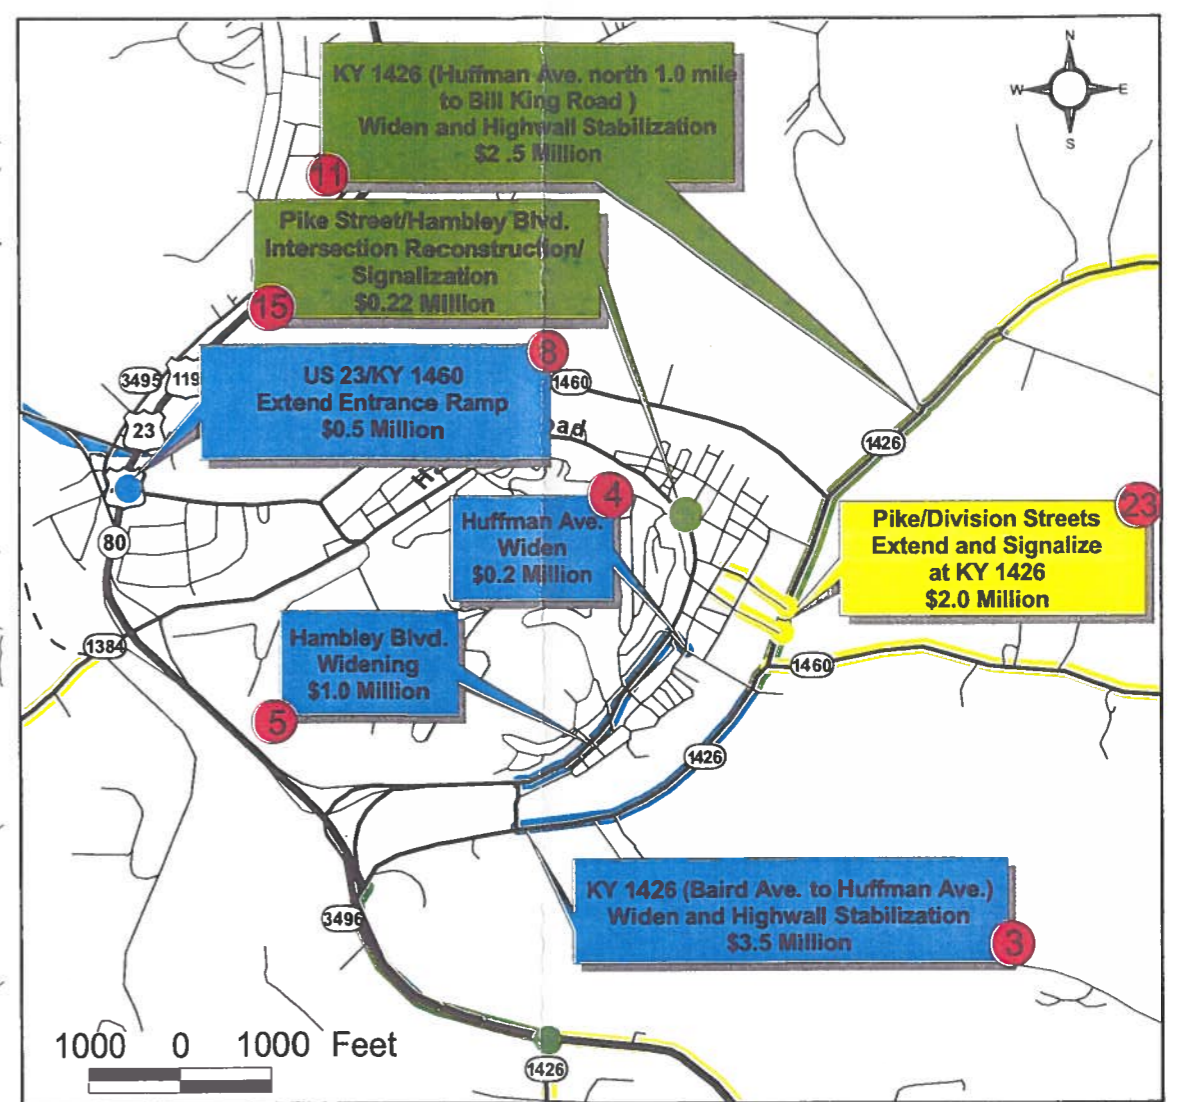 N
W
E
S
KY 1426 (Huffman Ave. north 1.0 mile
to Bill King Road )
Widen and Highwall Stabilization
$2 .5 Million
11
Pike Street/Hambley Blvd.
Intersection Reconstruction/
Signalization
$0.22 Million
15
8
US 23/KY 1460
Extend Entrance Ramp
$0.5 Million
3495
119
23
1460
oad
1426
4
Huffman Ave.
Widen
$0.2 Million
23
Pike/Division Streets
Extend and Signalize
at KY 1426
$2.0 Million
80
Hambley Blvd.
Widening
$1.0 Million
5
1384
1460
1426
KY 1426 (Baird Ave. to Huffman Ave.)
Widen and Highwall Stabilization
$3.5 Million
3
3496
1000 0 1000 Feet
1426